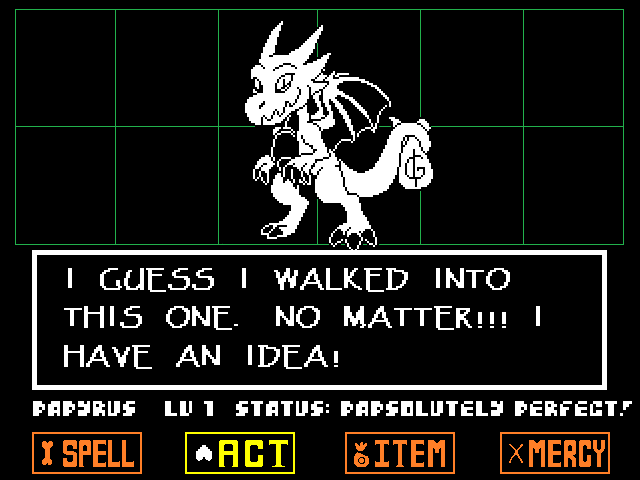 G
I GUESS I WALKED INTO
THIS ONE. NO MATTER!!! I
HAVE AN IDEA!
PAPYRUS LV 1 STATUS: PAPSOLUTELY PERFECT!
SPELL ACT ITEM MERCY